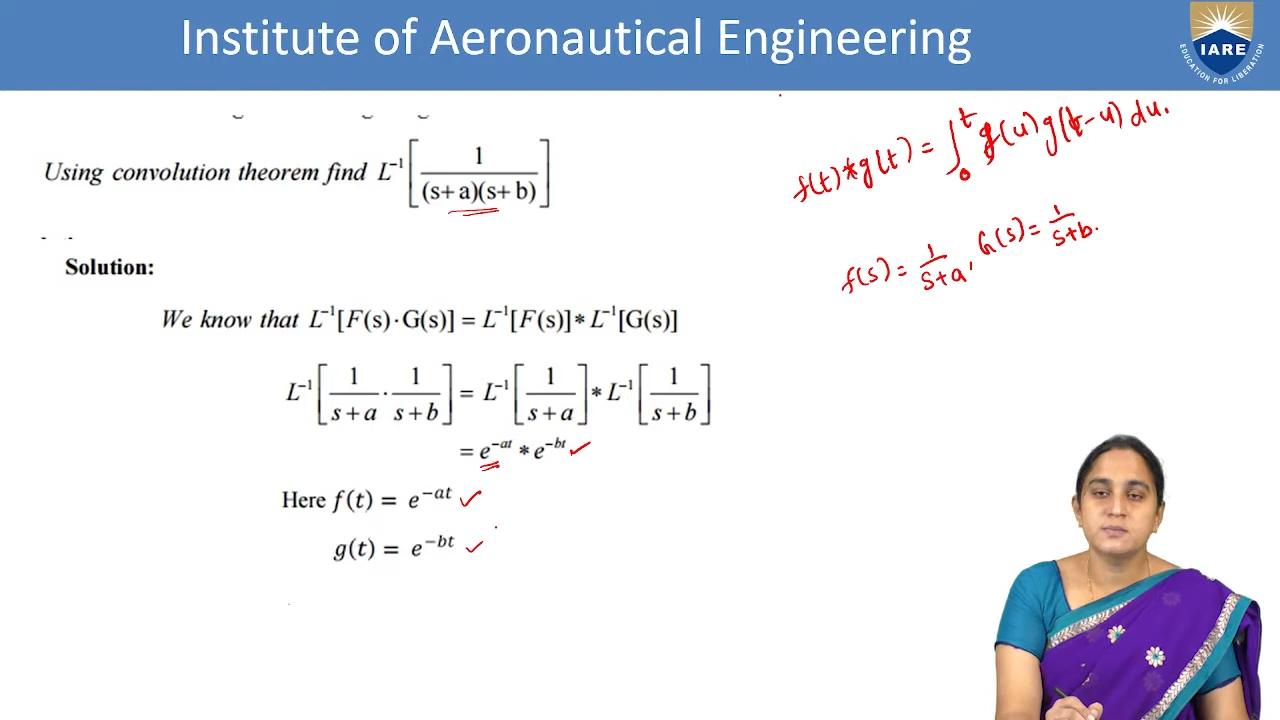 Institute of Aeronautical Engineering
IARE
EDUCATION FOR LIBERATION
Using convolution theorem find L⁻¹[1/((s+a)(s+b))]
f(t)*g(t) = ∫₀ᵗ f(u) g(t-u) du.
f(s) = 1/(s+a), G(s) = 1/(s+b).
Solution:
We know that L⁻¹[F(s)·G(s)] = L⁻¹[F(s)]*L⁻¹[G(s)]
L⁻¹[1/(s+a) · 1/(s+b)] = L⁻¹[1/(s+a)] * L⁻¹[1/(s+b)]
= e⁻ᵃᵗ * e⁻ᵇᵗ ✓
Here f(t) = e⁻ᵃᵗ ✓
g(t) = e⁻ᵇᵗ ✓